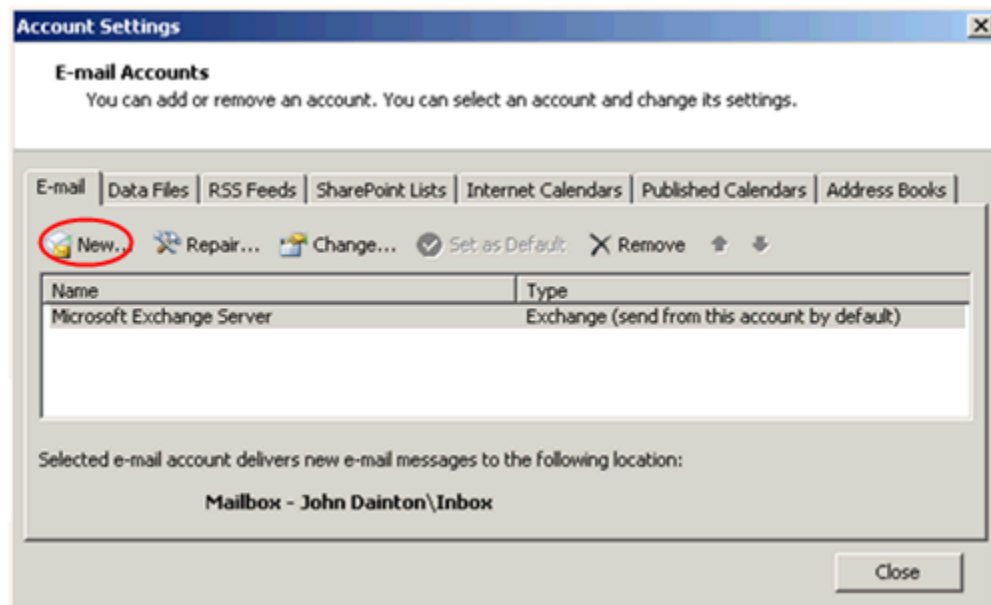 Account Settings
E-mail Accounts
You can add or remove an account. You can select an account and change its settings.
E-mail Data Files RSS Feeds SharePoint Lists Internet Calendars Published Calendars Address Books
New... Repair... Change... Set as Default Remove
Name Type
Microsoft Exchange Server Exchange (send from this account by default)
Selected e-mail account delivers new e-mail messages to the following location:
Mailbox - John Dainton\Inbox
Close